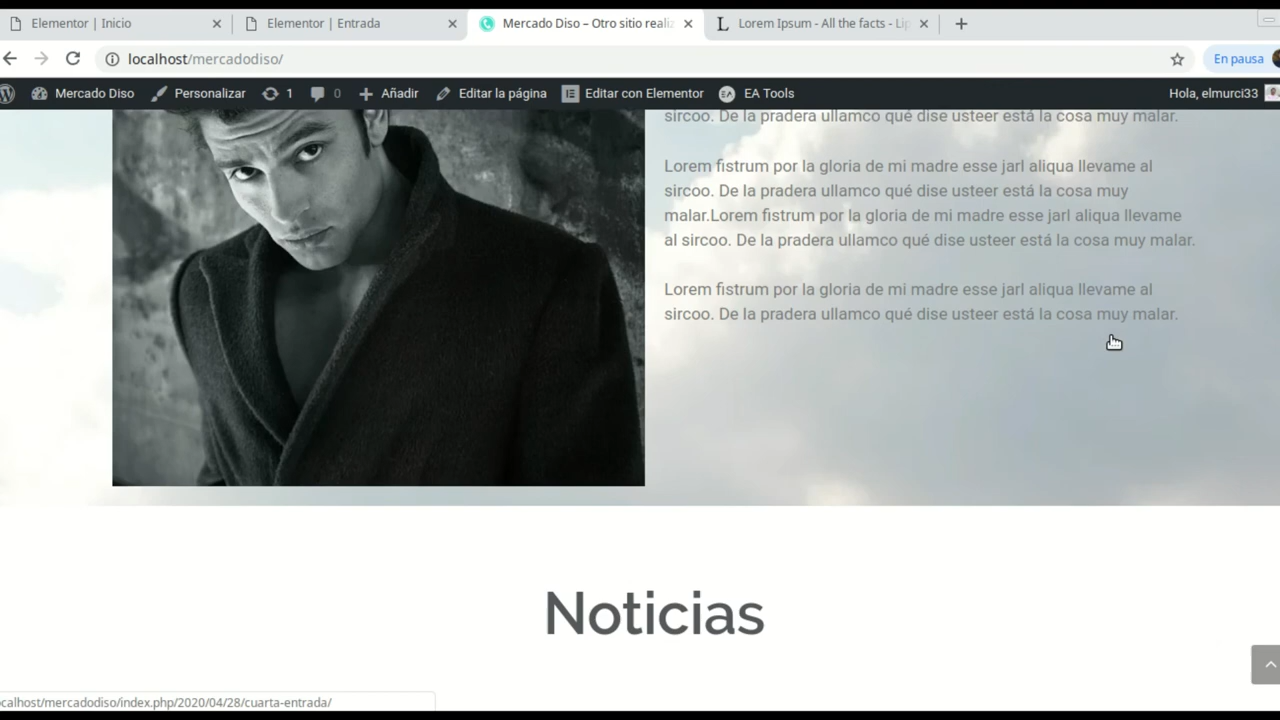 Elementor | Inicio
Elementor | Entrada
Mercado Diso – Otro sitio realiz
Lorem Ipsum - All the facts - Lip
localhost/mercadodiso/
En pausa
Mercado Diso
Personalizar
1
0
Añadir
Editar la página
Editar con Elementor
EA Tools
Hola, elmurci33
sircoo. De la pradera ullamco qué dise usteer está la cosa muy malar.
Lorem fistrum por la gloria de mi madre esse jarl aliqua llevame al
sircoo. De la pradera ullamco qué dise usteer está la cosa muy
malar.Lorem fistrum por la gloria de mi madre esse jarl aliqua llevame
al sircoo. De la pradera ullamco qué dise usteer está la cosa muy malar.
Lorem fistrum por la gloria de mi madre esse jarl aliqua llevame al
sircoo. De la pradera ullamco qué dise usteer está la cosa muy malar.
Noticias
ocalhost/mercadodiso/index.php/2020/04/28/cuarta-entrada/